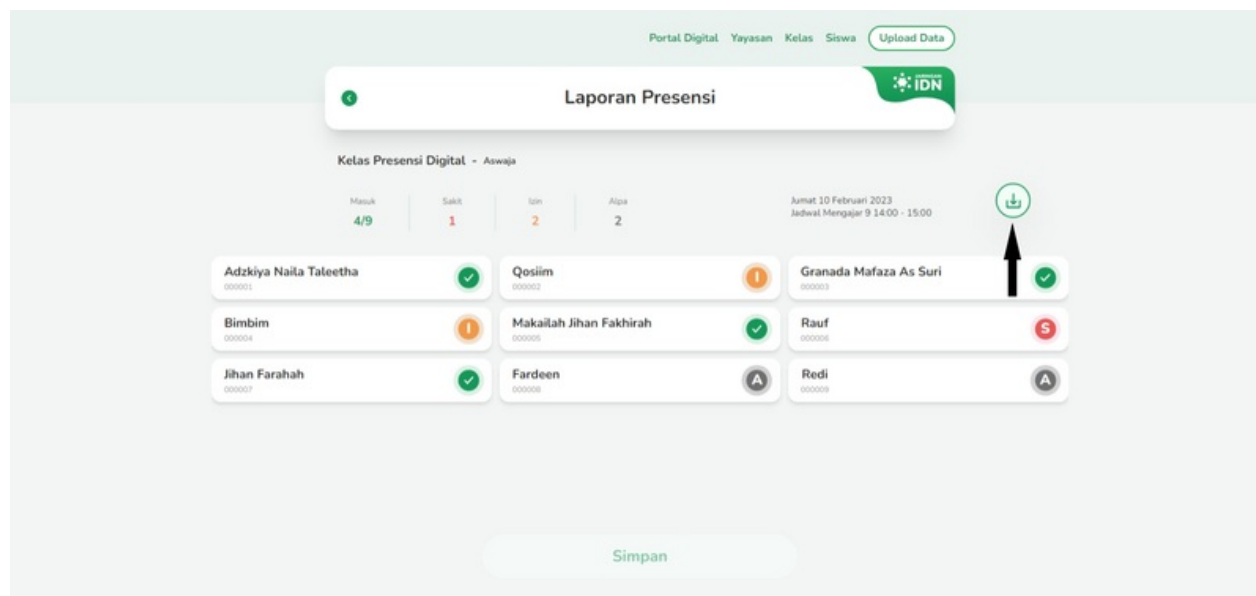 Portal Digital Yayasan Kelas Siswa Upload Data
Laporan Presensi
JARINGAN
IDN
Kelas Presensi Digital - Aswaja
Masuk Sakit Izin Alpa
4/9 1 2 2
Jumat 10 Februari 2023
Jadwal Mengajar 9 14:00 - 15:00
Adzkiya Naila Taleetha
000001
Qosiim
000002
I
Granada Mafaza As Suri
000003
Bimbim
000004
I
Makailah Jihan Fakhirah
000005
Rauf
000006
S
Jihan Farahah
000007
Fardeen
000008
A
Redi
000009
A
Simpan